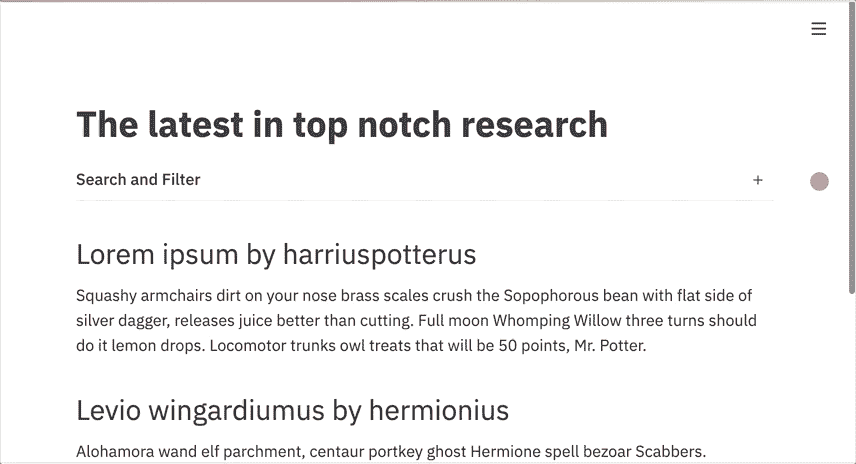 The latest in top notch research
Search and Filter
Lorem ipsum by harriuspotterus
Squashy armchairs dirt on your nose brass scales crush the Sopophorous bean with flat side of
silver dagger, releases juice better than cutting. Full moon Whomping Willow three turns should
do it lemon drops. Locomotor trunks owl treats that will be 50 points, Mr. Potter.
Levio wingardiumus by hermionius
Alohamora wand elf parchment, centaur portkey ghost Hermione spell bezoar Scabbers.